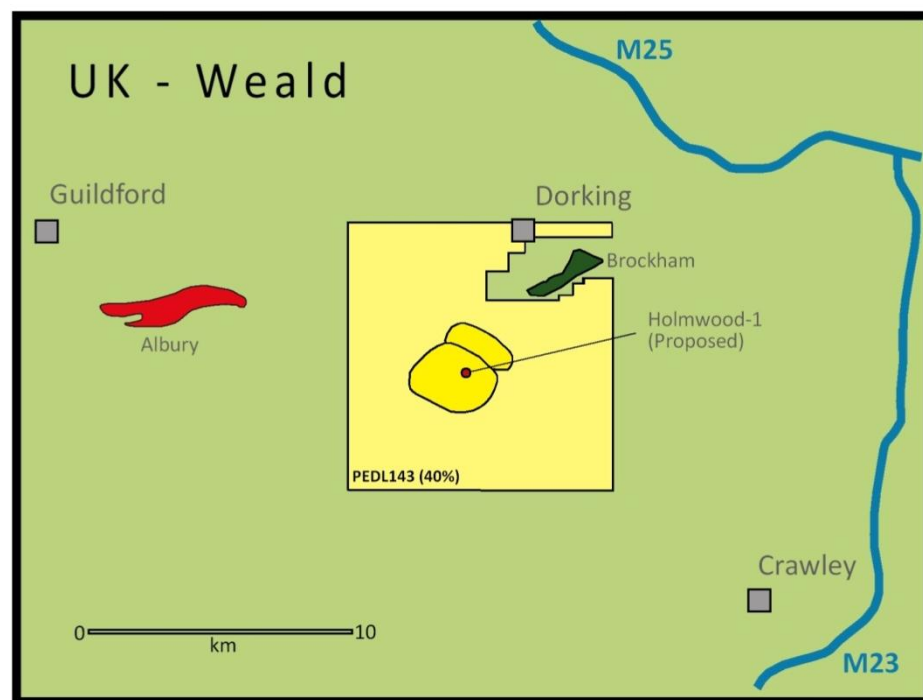 UK - Weald
M25
Guildford
Dorking
Brockham
Albury
Holmwood-1
(Proposed)
PEDL143 (40%)
Crawley
0 10
km
M23